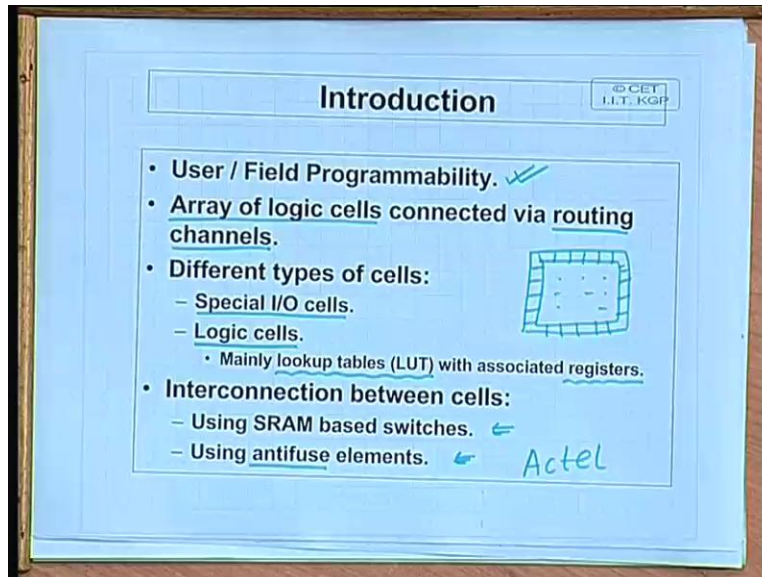 Introduction
© CET
I.I.T. KGP
• User / Field Programmability.
• Array of logic cells connected via routing
channels.
• Different types of cells:
– Special I/O cells.
– Logic cells.
• Mainly lookup tables (LUT) with associated registers.
• Interconnection between cells:
– Using SRAM based switches.
– Using antifuse elements.
Actel